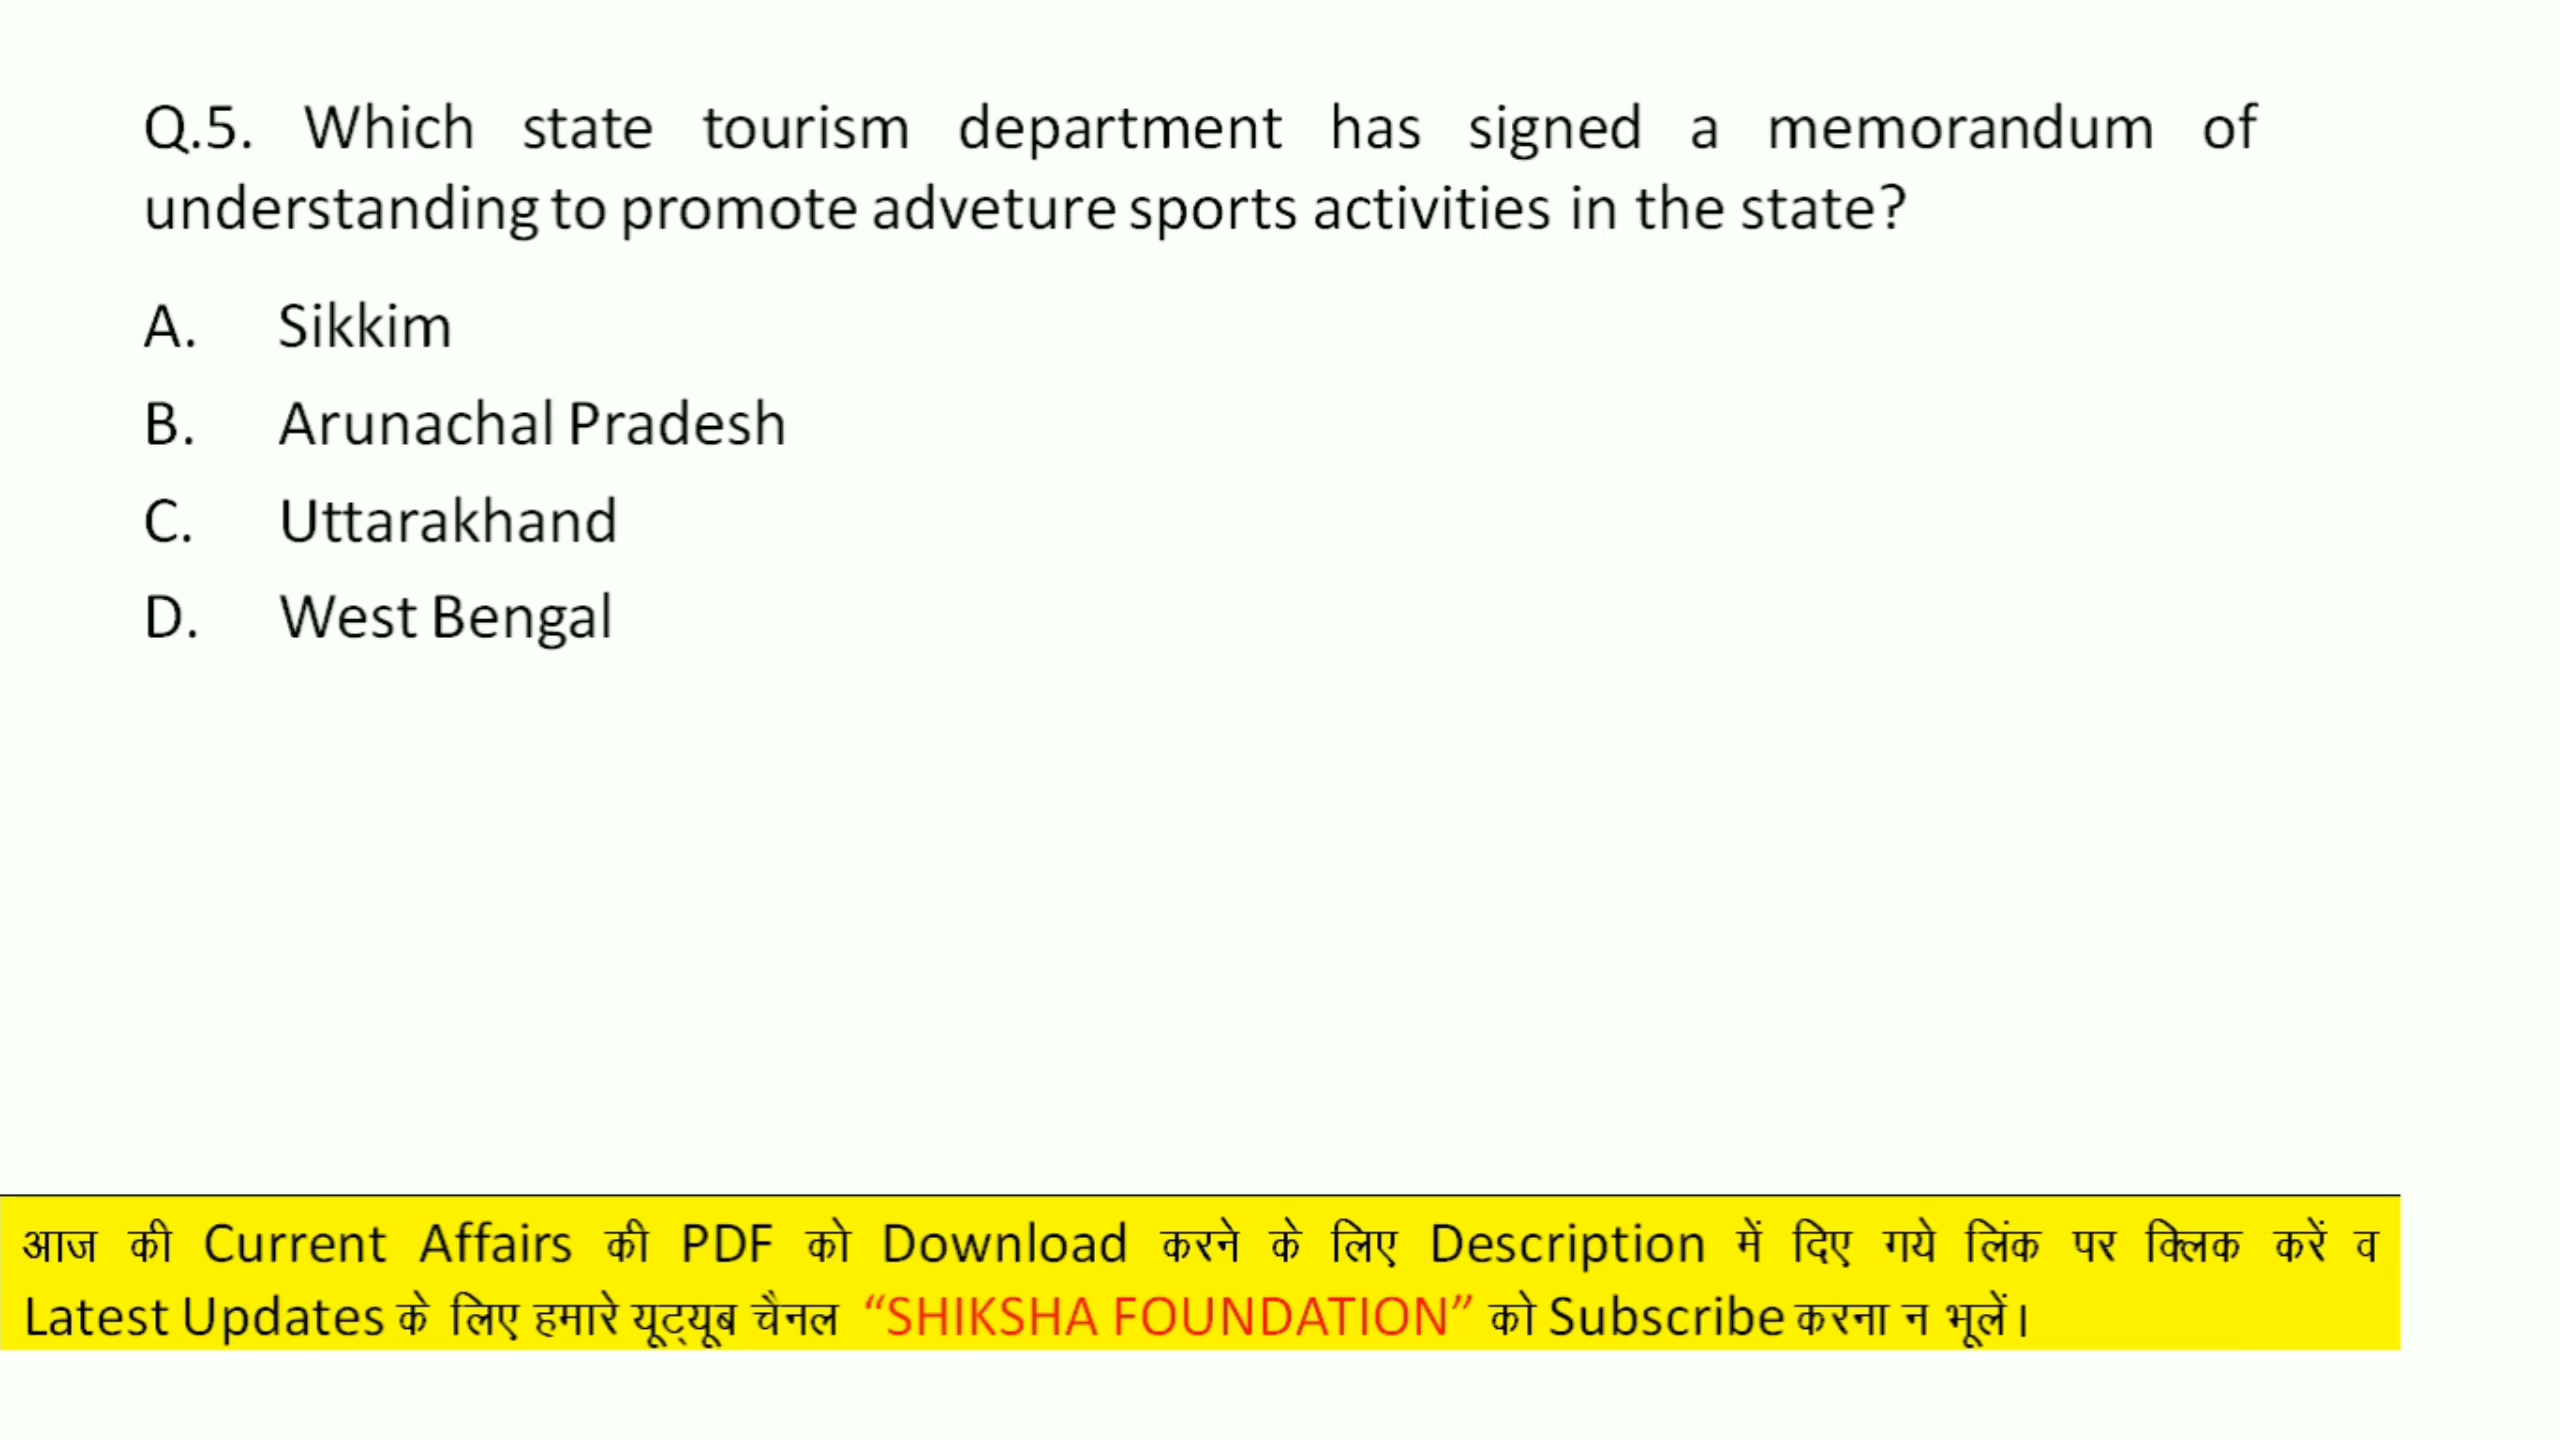 Q.5. Which state tourism department has signed a memorandum of
understanding to promote adveture sports activities in the state?
A. Sikkim
B. Arunachal Pradesh
C. Uttarakhand
D. West Bengal
आज की Current Affairs की PDF को Download करने के लिए Description में दिए गये लिंक पर क्लिक करें व
Latest Updates के लिए हमारे यूट्यूब चैनल “SHIKSHA FOUNDATION” को Subscribe करना न भूलें।